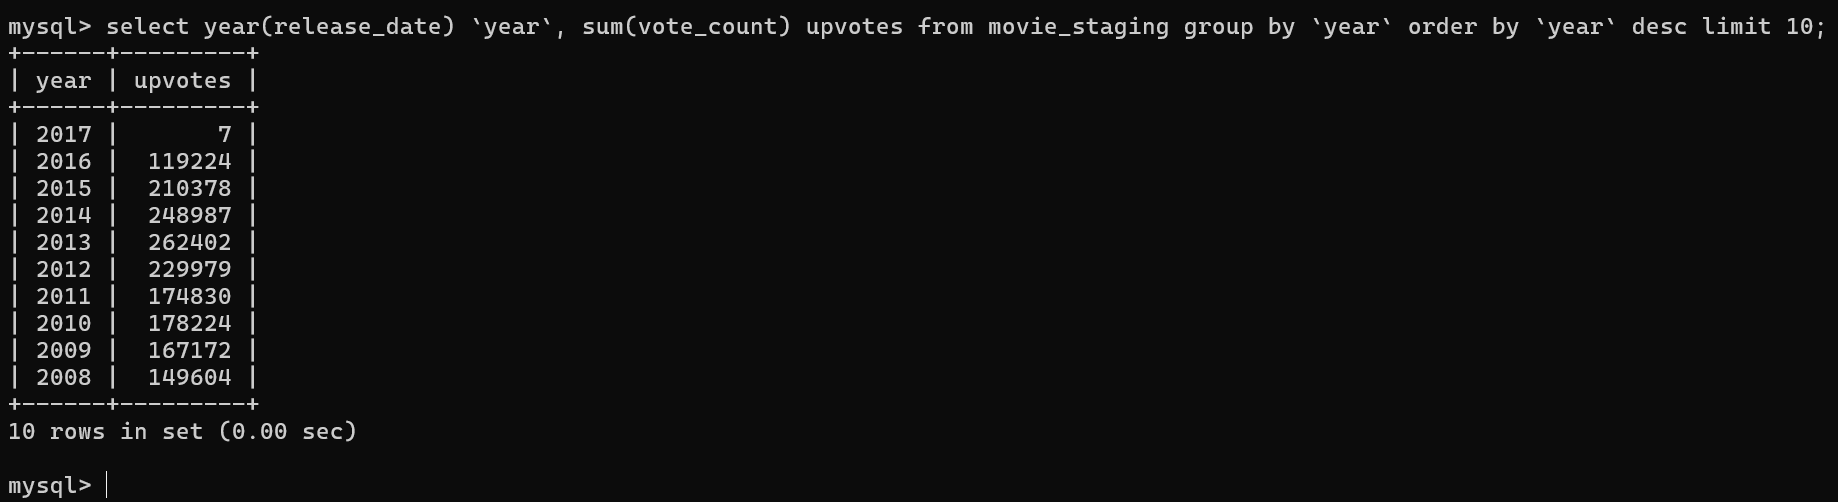 mysql> select year(release_date) `year`, sum(vote_count) upvotes from movie_staging group by `year` order by `year` desc limit 10;
+------+---------+
| year | upvotes |
+------+---------+
| 2017 |       7 |
| 2016 |  119224 |
| 2015 |  210378 |
| 2014 |  248987 |
| 2013 |  262402 |
| 2012 |  229979 |
| 2011 |  174830 |
| 2010 |  178224 |
| 2009 |  167172 |
| 2008 |  149604 |
+------+---------+
10 rows in set (0.00 sec)
mysql>